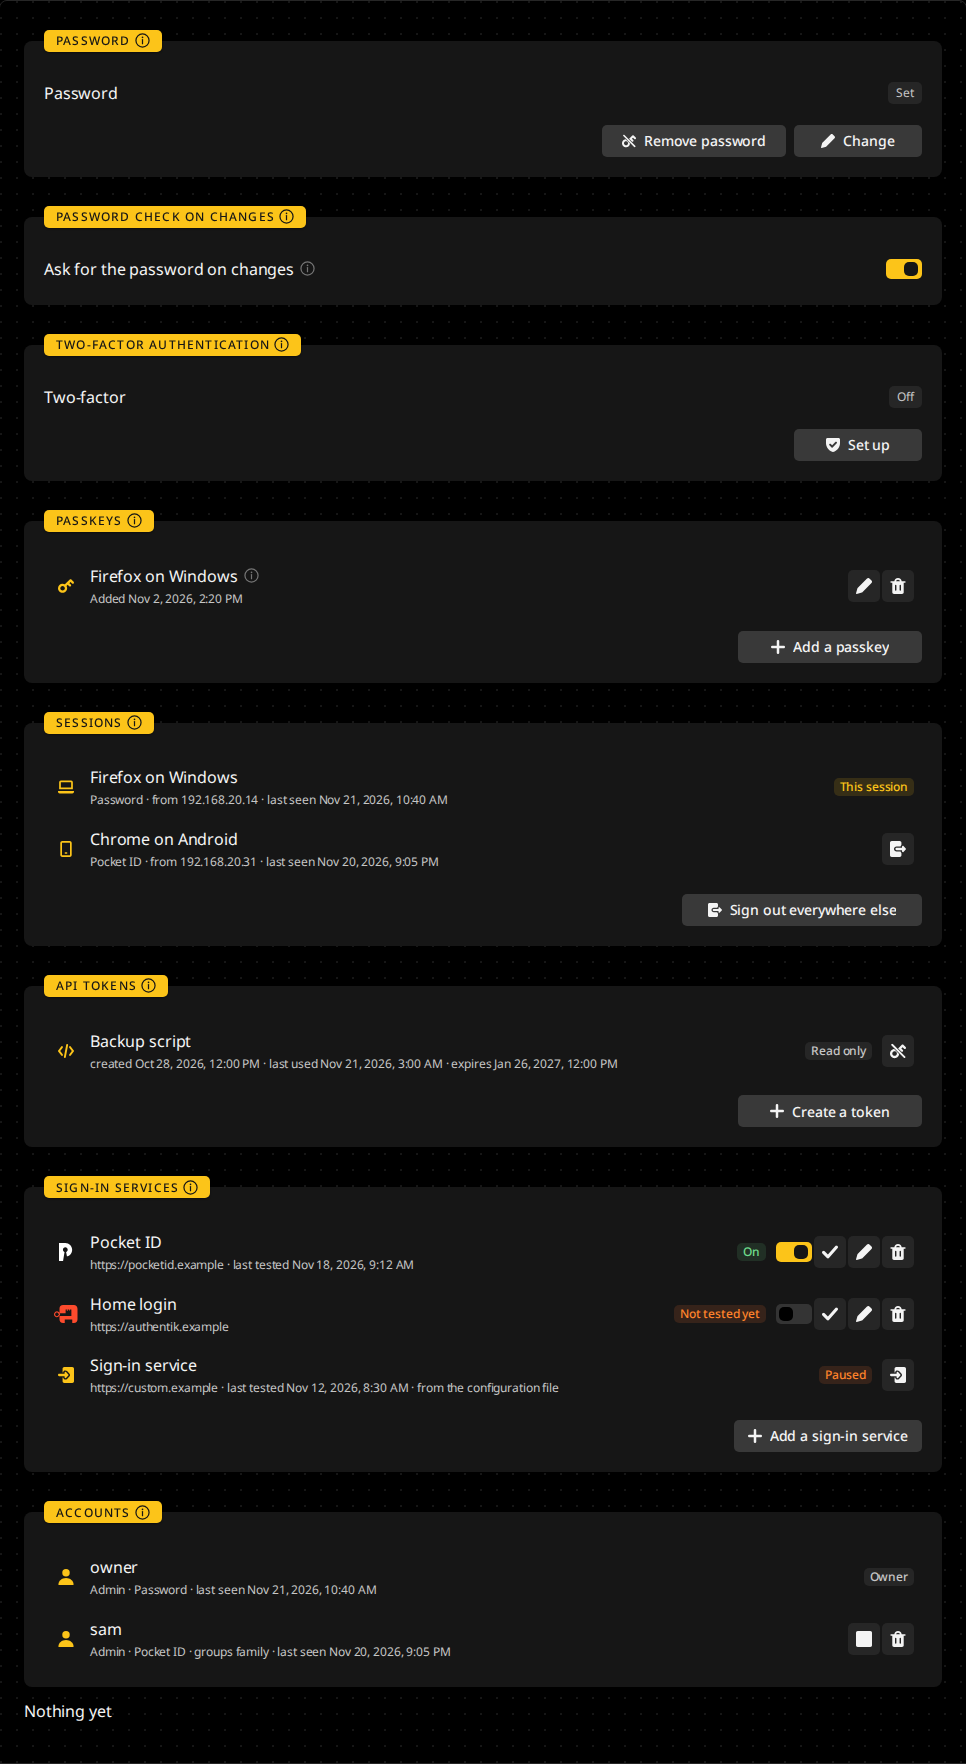 PASSWORD
Password
Set
Remove password
Change
PASSWORD CHECK ON CHANGES
Ask for the password on changes
TWO-FACTOR AUTHENTICATION
Two-factor
Off
Set up
PASSKEYS
Firefox on Windows
Added Nov 2, 2026, 2:20 PM
Add a passkey
SESSIONS
Firefox on Windows
Password · from 192.168.20.14 · last seen Nov 21, 2026, 10:40 AM
This session
Chrome on Android
Pocket ID · from 192.168.20.31 · last seen Nov 20, 2026, 9:05 PM
Sign out everywhere else
API TOKENS
Backup script
created Oct 28, 2026, 12:00 PM · last used Nov 21, 2026, 3:00 AM · expires Jan 26, 2027, 12:00 PM
Read only
Create a token
SIGN-IN SERVICES
Pocket ID
https://pocketid.example · last tested Nov 18, 2026, 9:12 AM
On
Home login
https://authentik.example
Not tested yet
Sign-in service
https://custom.example · last tested Nov 12, 2026, 8:30 AM · from the configuration file
Paused
Add a sign-in service
ACCOUNTS
owner
Admin · Password · last seen Nov 21, 2026, 10:40 AM
Owner
sam
Admin · Pocket ID · groups family · last seen Nov 20, 2026, 9:05 PM
Nothing yet